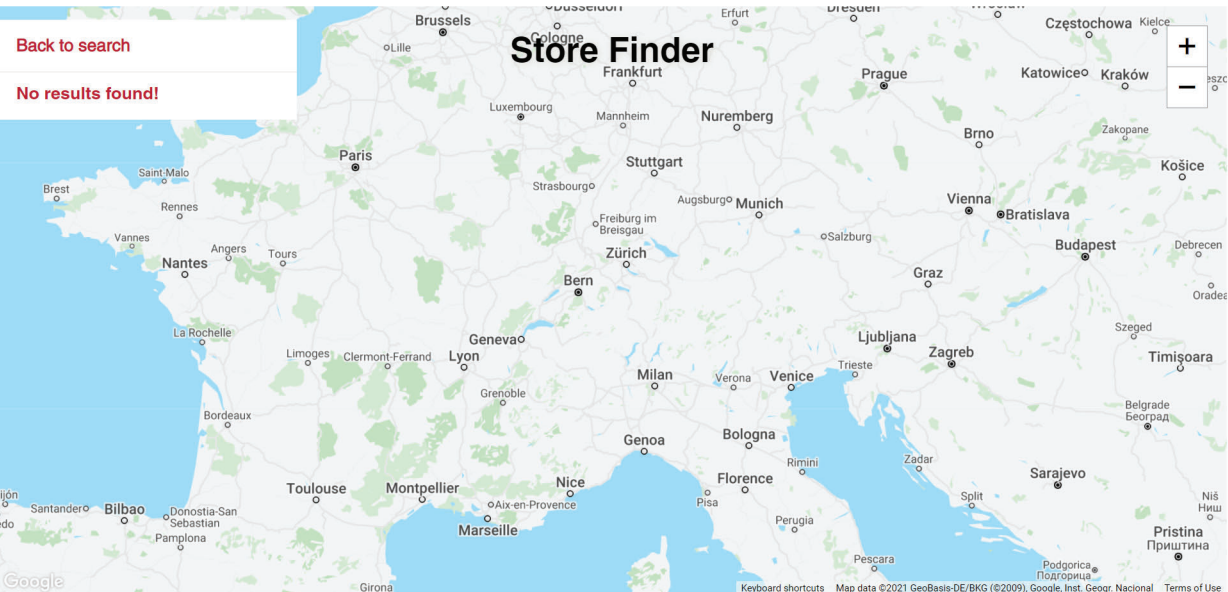 Back to search
No results found!
Store Finder
+
−
Brussels
Düsseldorf
Erfurt
Dresden
Częstochowa
Kielce
Lille
Cologne
Frankfurt
Prague
Katowice
Kraków
Luxembourg
Mannheim
Nuremberg
Brno
Zakopane
Paris
Stuttgart
Košice
Saint-Malo
Brest
Strasbourg
Rennes
Augsburg
Munich
Vienna
Bratislava
Freiburg im
Breisgau
Salzburg
Vannes
Angers
Tours
Nantes
Zürich
Budapest
Debrecen
Bern
Graz
Oradea
La Rochelle
Geneva
Ljubljana
Szeged
Limoges
Clermont-Ferrand
Lyon
Zagreb
Timișoara
Trieste
Milan
Verona
Venice
Grenoble
Belgrade
Београд
Bordeaux
Genoa
Bologna
Rimini
Zadar
Sarajevo
Toulouse
Montpellier
Nice
Florence
Pisa
Split
Niš
Ниш
Santander
Bilbao
Donostia-San
Sebastian
Aix-en-Provence
Marseille
Perugia
Pristina
Приштина
Pamplona
Pescara
Podgorica
Подгорица
Girona
Google
Keyboard shortcuts
Map data ©2021 GeoBasis-DE/BKG (©2009), Google, Inst. Geogr. Nacional
Terms of Use